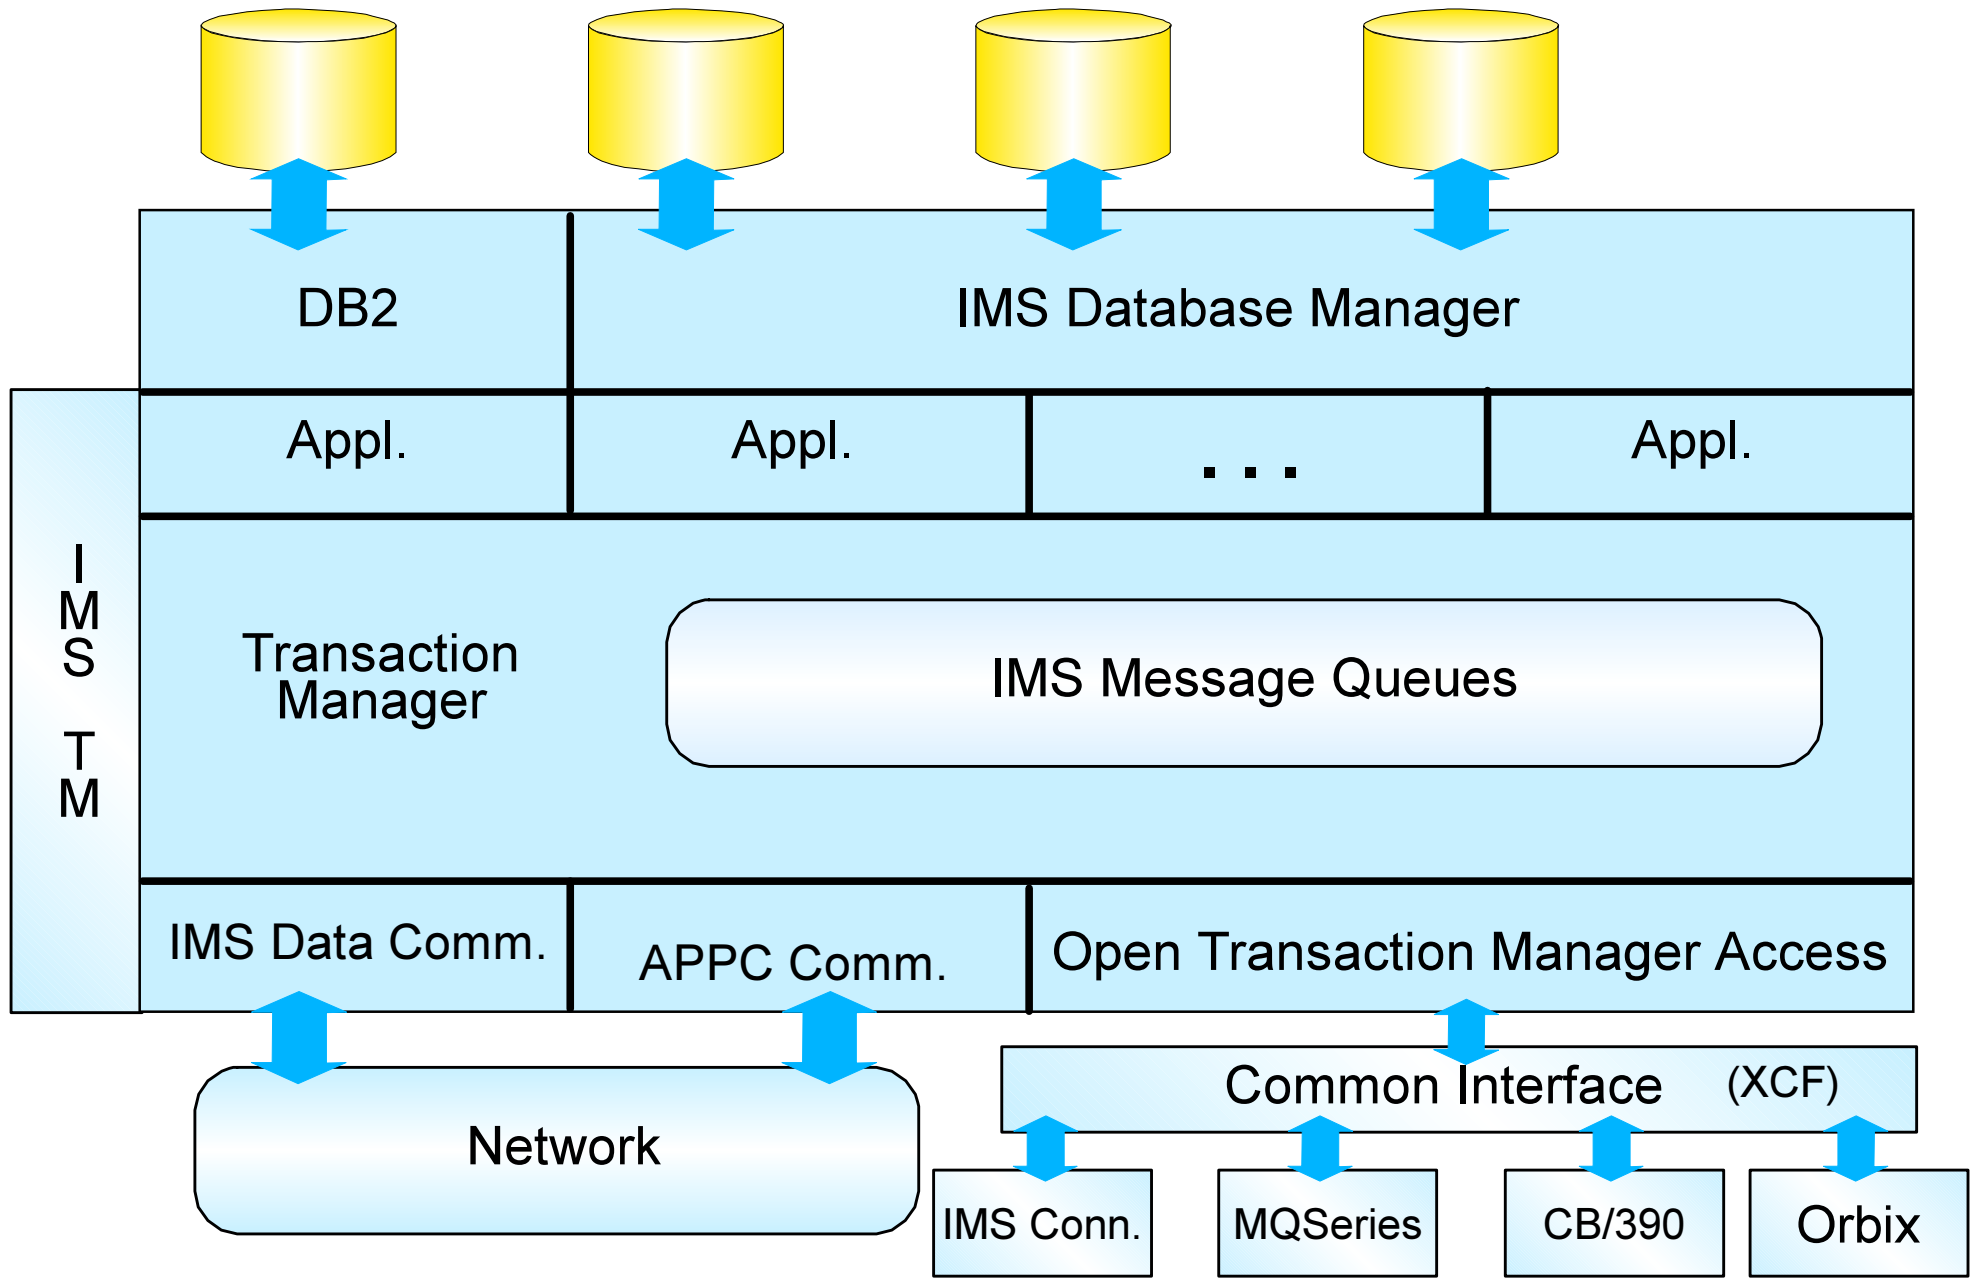 DB2
IMS Database Manager
Appl.
Appl.
. . .
Appl.
I
M
S
T
M
Transaction
Manager
IMS Message Queues
IMS Data Comm.
APPC Comm.
Open Transaction Manager Access
Common Interface (XCF)
Network
IMS Conn.
MQSeries
CB/390
Orbix